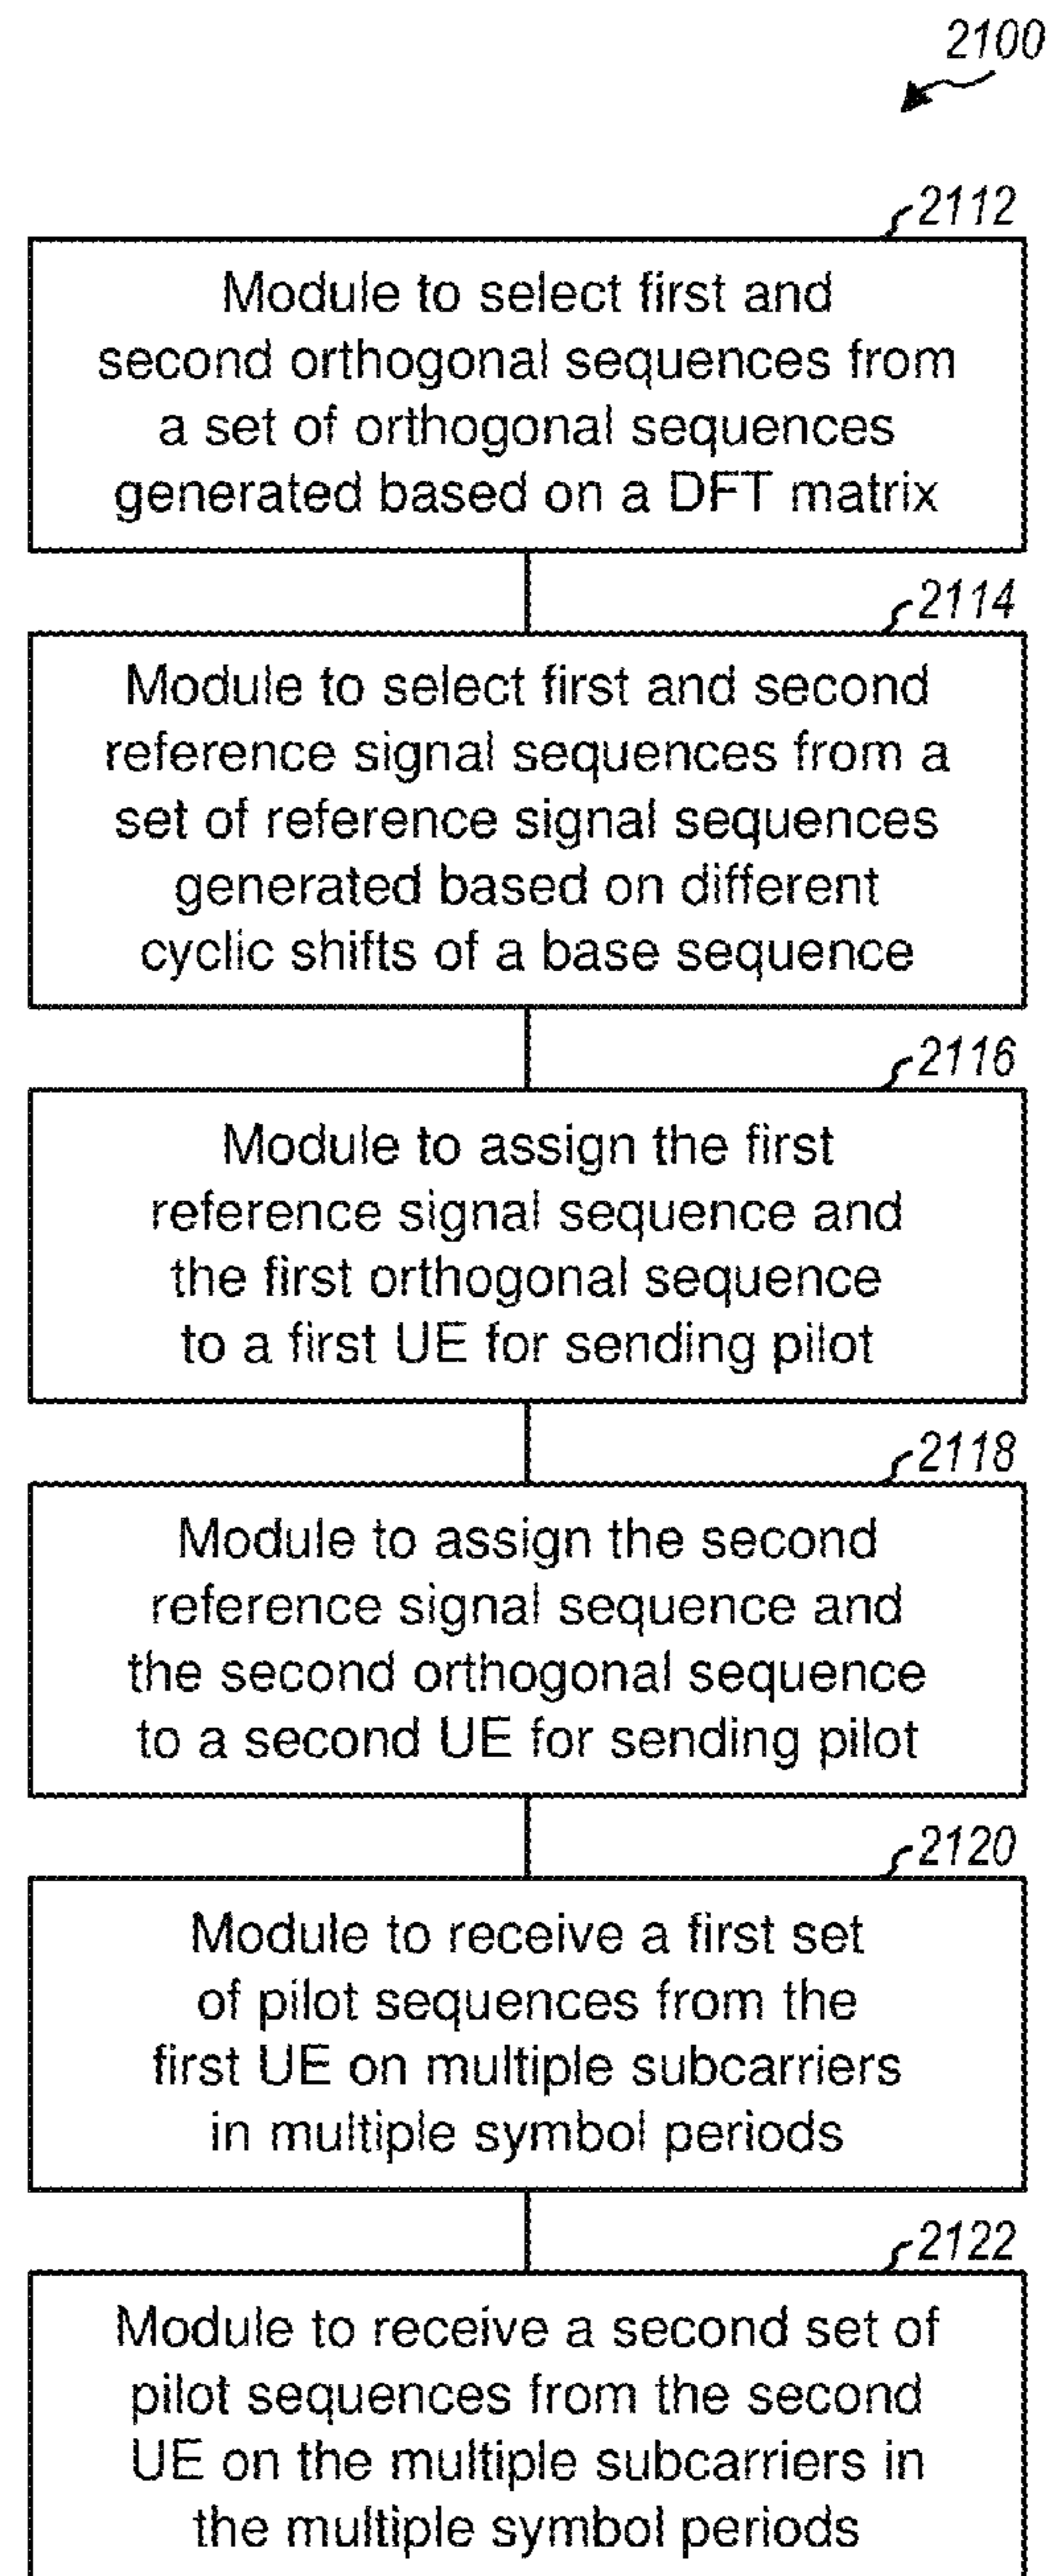 2100
2112
Module to select first and
second orthogonal sequences from
a set of orthogonal sequences
generated based on a DFT matrix
2114
Module to select first and second
reference signal sequences from a
set of reference signal sequences
generated based on different
cyclic shifts of a base sequence
2116
Module to assign the first
reference signal sequence and
the first orthogonal sequence
to a first UE for sending pilot
2118
Module to assign the second
reference signal sequence and
the second orthogonal sequence
to a second UE for sending pilot
2120
Module to receive a first set
of pilot sequences from the
first UE on multiple subcarriers
in multiple symbol periods
2122
Module to receive a second set of
pilot sequences from the second
UE on the multiple subcarriers in
the multiple symbol periods